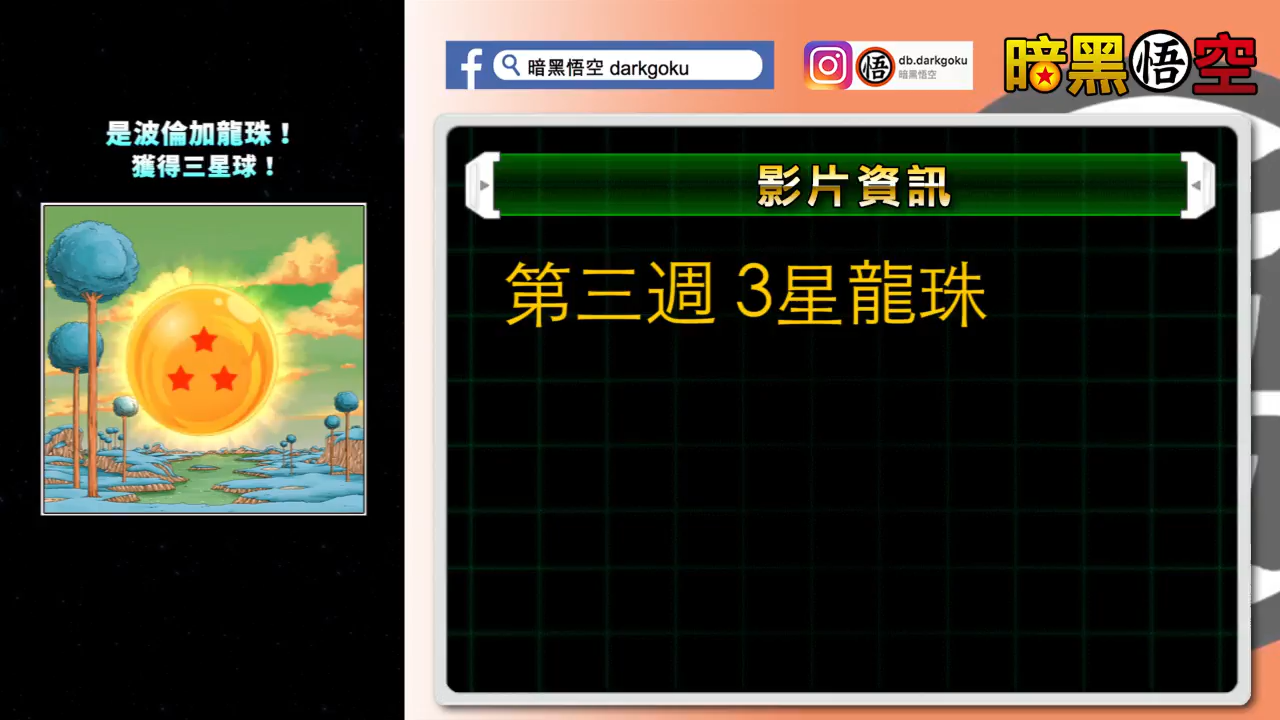 暗黑悟空 darkgoku
db.darkgoku
暗黑悟空
悟
暗黑悟空
是波倫加龍珠！
獲得三星球！
影片資訊
第三週 3星龍珠